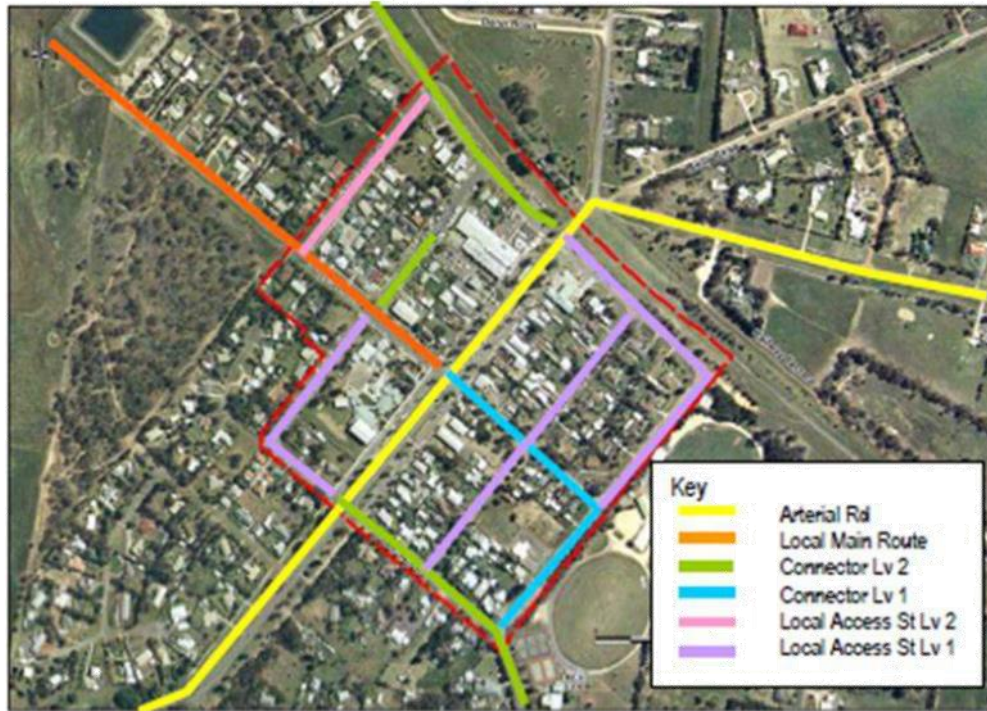 Key
Arterial Rd
Local Main Route
Connector Lv 2
Connector Lv 1
Local Access St Lv 2
Local Access St Lv 1